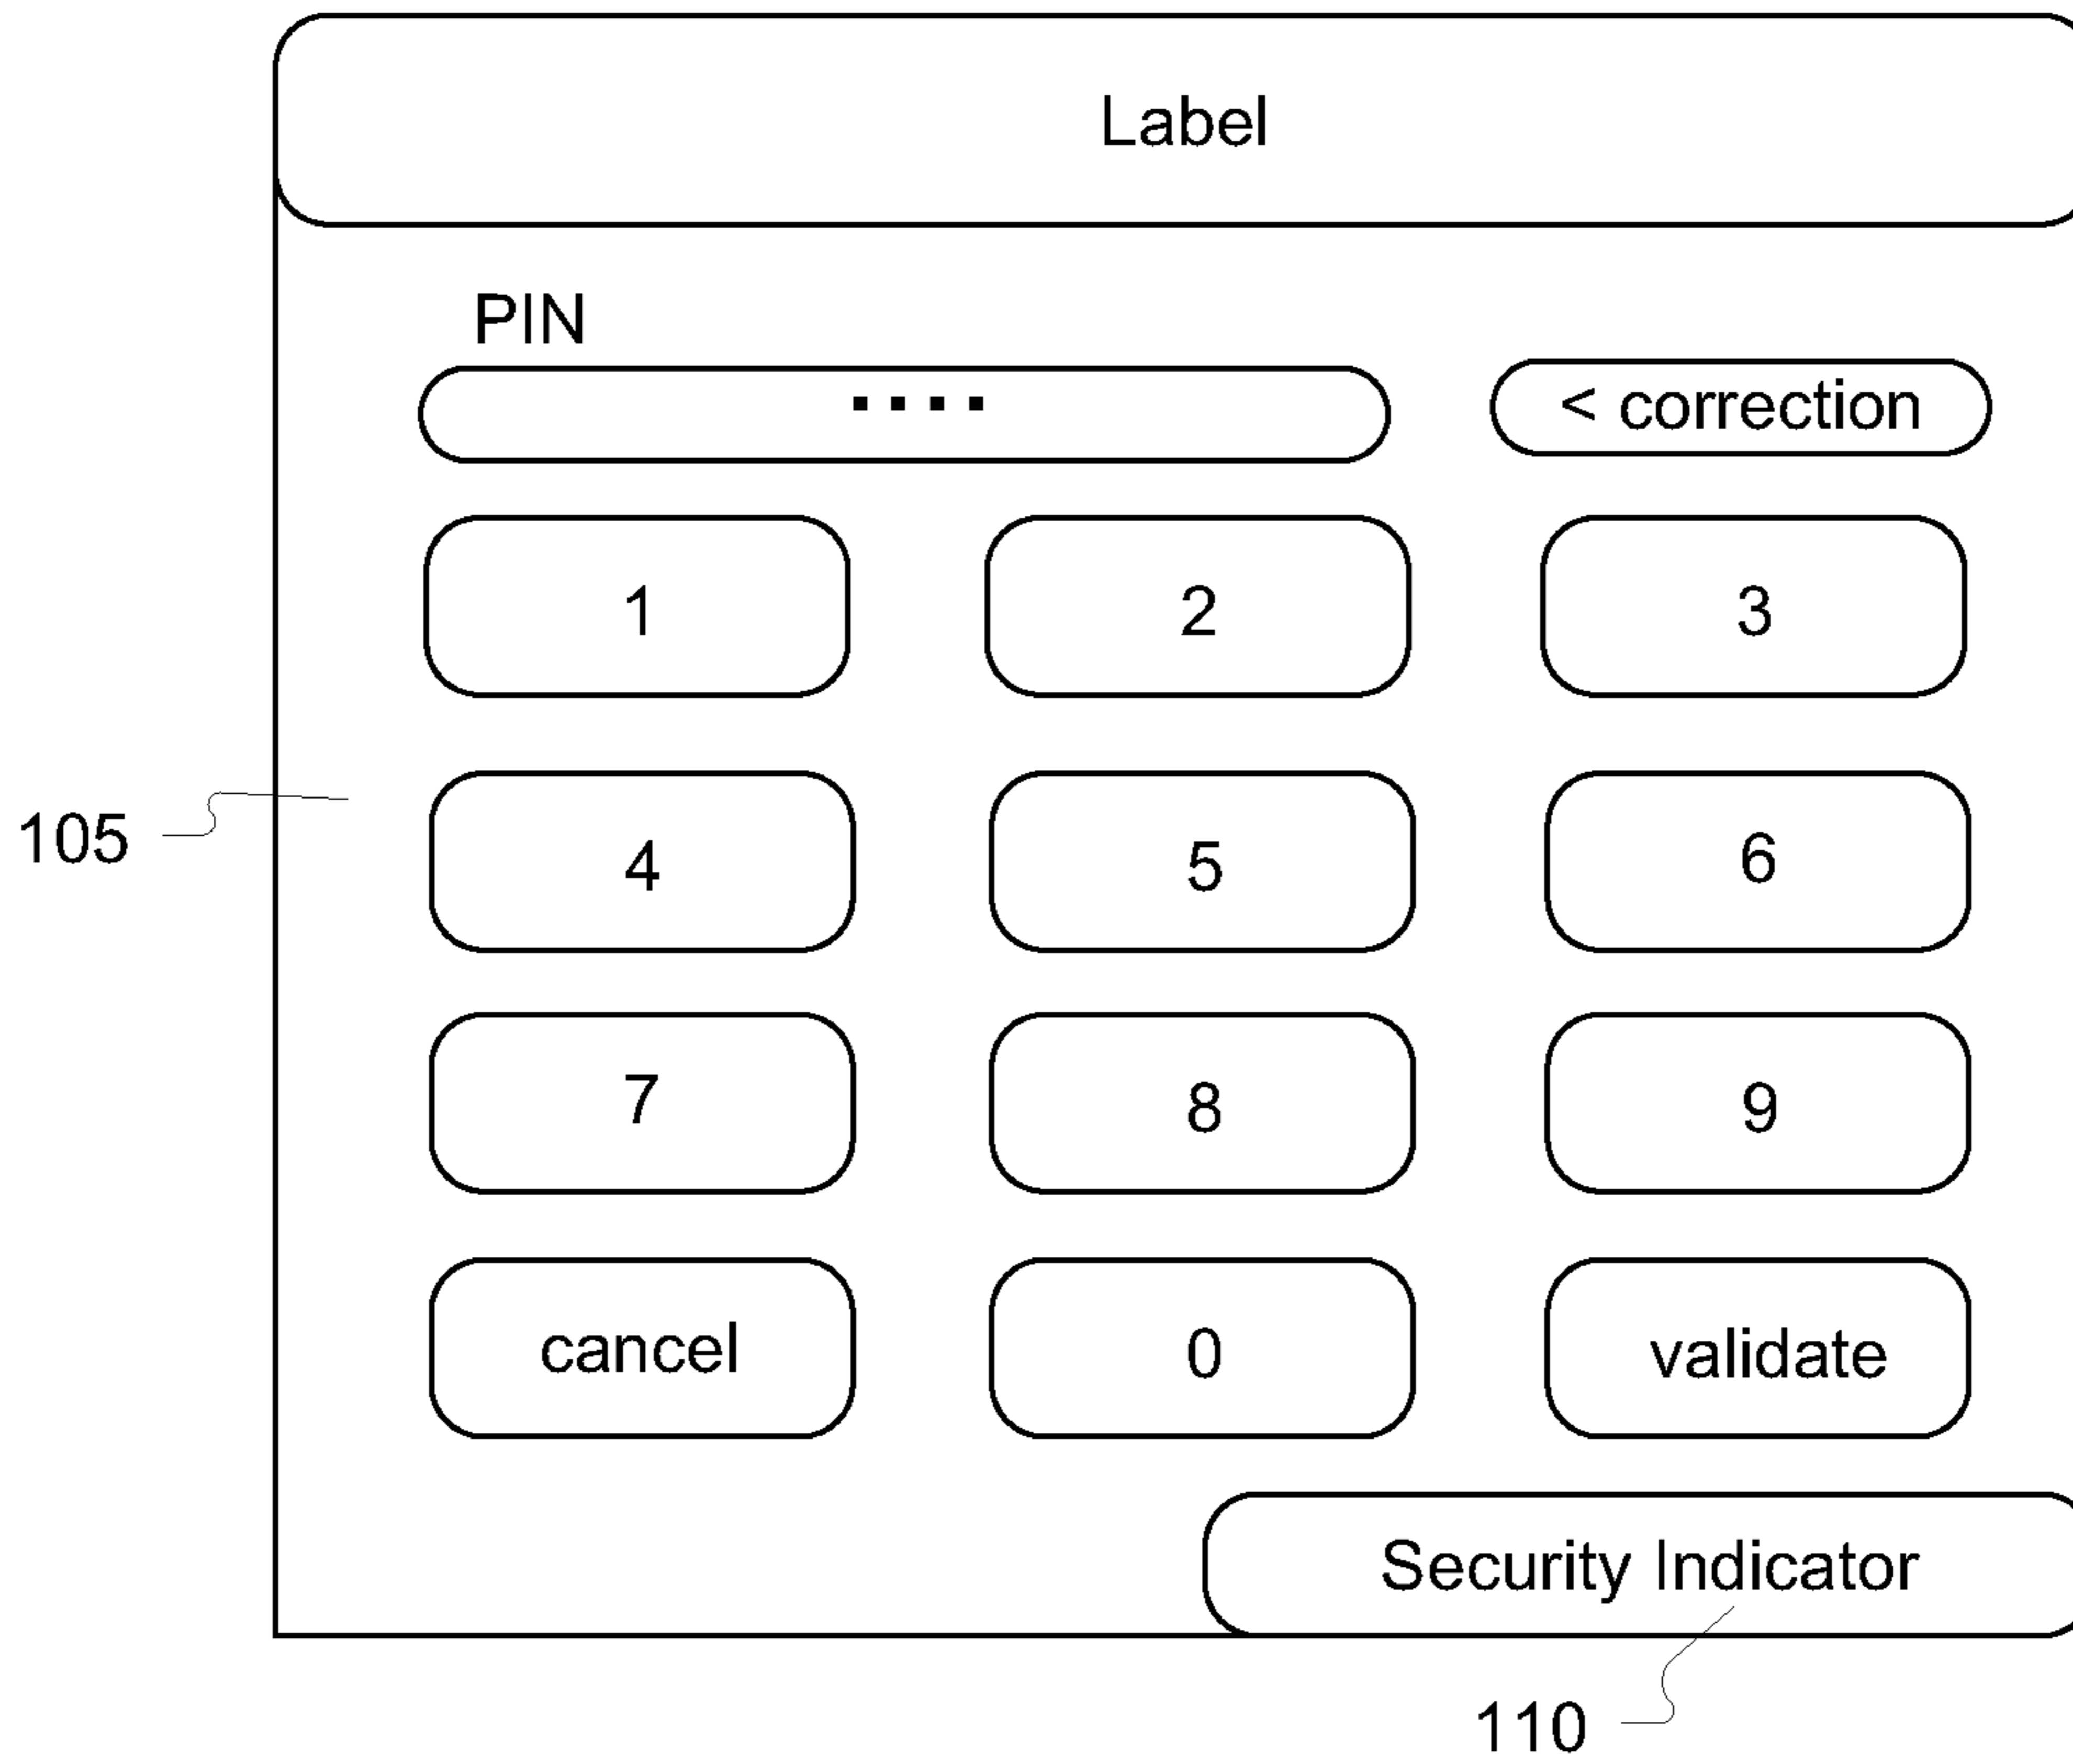 Label
PIN
....
< correction
1 2 3
105
4 5 6
7 8 9
cancel 0 validate
Security Indicator
110